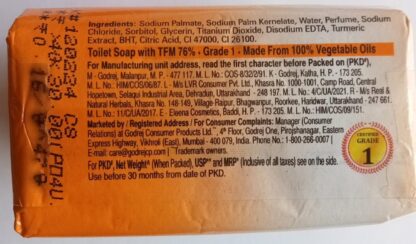 Ingredients: Sodium Palmate, Sodium Palm Kernelate, Water, Perfume, Sodium
Chloride, Sorbitol, Glycerin, Titanium Dioxide, Disodium EDTA, Turmeric
Extract, BHT, Citric Acid, CI 47000, CI 26100.
Toilet Soap with TFM 76% - Grade 1 - Made From 100% Vegetable Oils
For Manufacturing unit address, read the first character before Packed on (PKD#),
M - Godrej, Malanpur, M. P. - 477 117. M. L. No: COS-8/32/91. K - Godrej, Katha, H. P. - 173 205.
M. L. No: HIM/COS/06/87. L - M/s LVR Consumer Pvt. Ltd., Khasra No: 1000-1001, Camp Road, Central
Hopetown, Selaqui Industrial Area, Dehradun, Uttarakhand - 248 197. M. L. No: 4/C/UA/2021. R - M/s Real &
Natural Herbals, Khasra No: 148-149, Village Raipur, Bhagwanpur, Roorkee, Haridwar, Uttarakhand - 247 661.
M. L. No: 11/C/UA/2017. E - Eleena Cosmetics, Baddi, H. P. - 173 205. M. L. No: HIM/COS/09/151.
Marketed by / Registered Address / For Consumer Complaints: Manager (Consumer
Relations) at Godrej Consumer Products Ltd., 4th Floor, Godrej One, Pirojshanagar, Eastern
Express Highway, Vikhroli (East), Mumbai - 400 079, India. Phone: 1-800-266-0007 |
E-mail: care@godrejcp.com | Trademark owners.
For PKD#, Net Weight# (When Packed), USP** and MRP# (Inclusive of all taxes) see on the side.
Use before 30 months from date of PKD.
CERTIFIED
GRADE
1